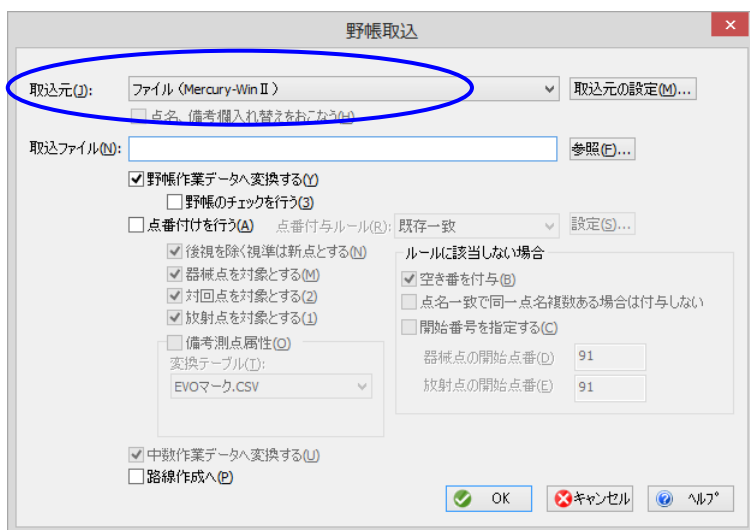 野帳取込
取込元(J): ファイル (Mercury-WinⅡ) 取込元の設定(M)...
点名、備考欄入れ替えをおこなう(H)
取込ファイル(N): 参照(F)...
野帳作業データへ変換する(Y)
野帳のチェックを行う(3)
点番付けを行う(A) 点番付与ルール(R): 既存一致 設定(S)...
後視を除く視準は新点とする(N)
器械点を対象とする(M)
対回点を対象とする(2)
放射点を対象とする(1)
備考測点属性(O)
変換テーブル(T):
EVOマーク.CSV
ルールに該当しない場合
空き番を付与(B)
点名一致で同一点名複数ある場合は付与しない
開始番号を指定する(C)
器械点の開始点番(D) 91
放射点の開始点番(E) 91
中数作業データへ変換する(U)
路線作成へ(P)
OK キャンセル ヘルプ